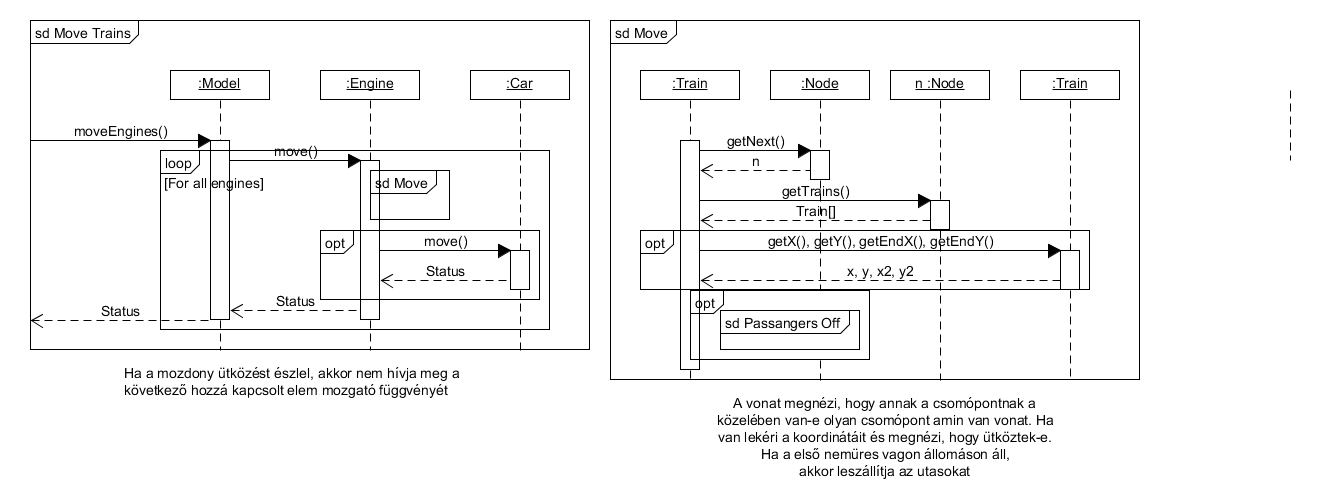 sd Move Trains
:Model
:Engine
:Car
moveEngines()
move()
loop
[For all engines]
sd Move
opt
move()
Status
Status
Status
Ha a mozdony ütközést észlel, akkor nem hívja meg a
következő hozzá kapcsolt elem mozgató függvényét
sd Move
:Train
:Node
n :Node
:Train
getNext()
n
getTrains()
Train[]
opt
getX(), getY(), getEndX(), getEndY()
x, y, x2, y2
opt
sd Passangers Off
A vonat megnézi, hogy annak a csomópontnak a
közelében van-e olyan csomópont amin van vonat. Ha
van lekéri a koordinátáit és megnézi, hogy ütköztek-e.
Ha a első nemüres vagon állomáson áll,
akkor leszállítja az utasokat